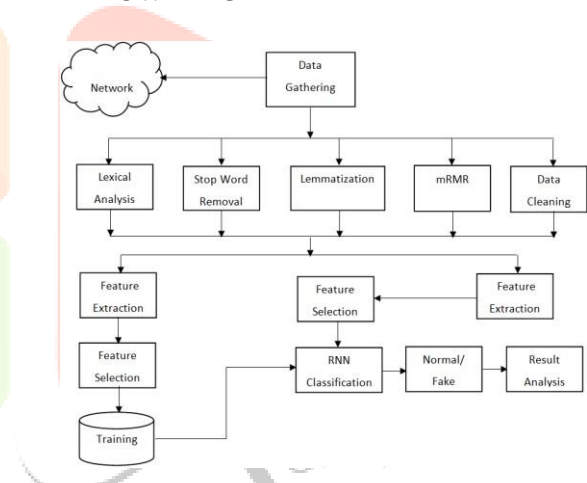 Data
Gathering
Network
Lexical
Analysis
Stop Word
Removal
Lemmatization
mRMR
Data
Cleaning
Feature
Extraction
Feature
Selection
Feature
Extraction
Feature
Selection
RNN
Classification
Normal/
Fake
Result
Analysis
Training